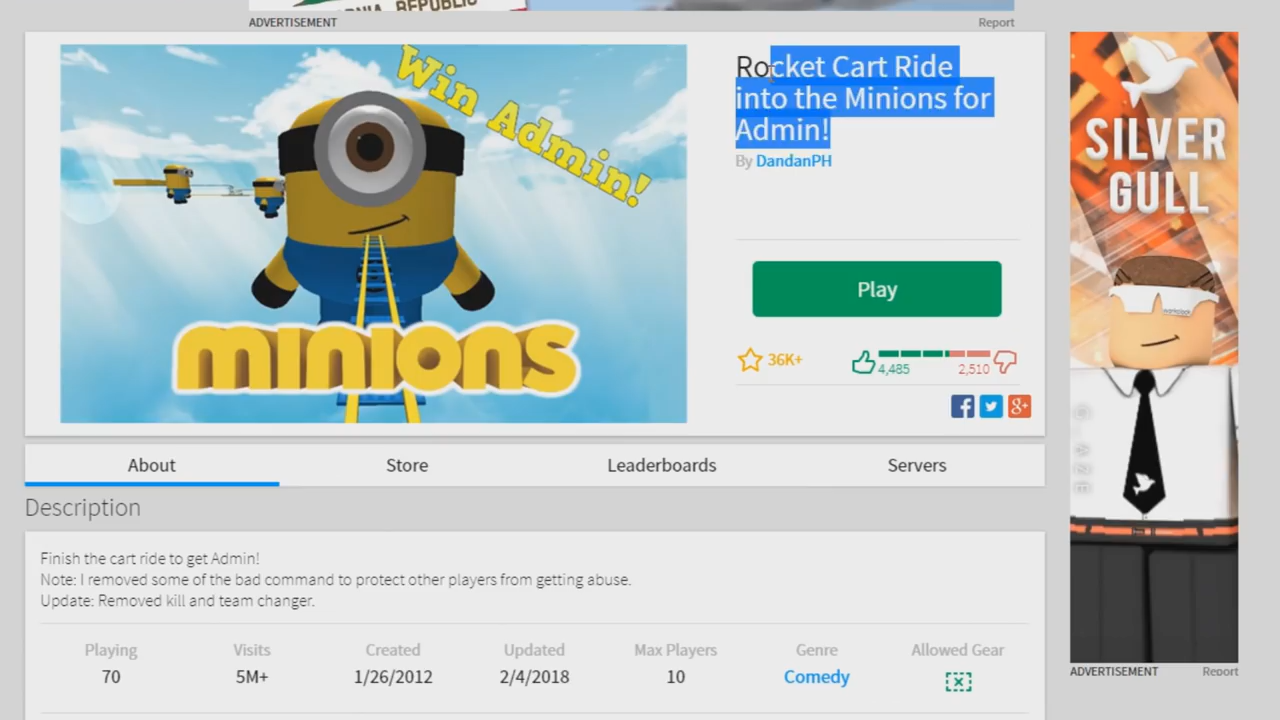 CALIFORNIA REPUBLIC
ADVERTISEMENT
Report
Win Admin!
minions
Rocket Cart Ride
into the Minions for
Admin!
By DandanPH
Play
36K+
4,485
2,510
About
Store
Leaderboards
Servers
Description
Finish the cart ride to get Admin!
Note: I removed some of the bad command to protect other players from getting abuse.
Update: Removed kill and team changer.
Playing
Visits
Created
Updated
Max Players
Genre
Allowed Gear
70
5M+
1/26/2012
2/4/2018
10
Comedy
SILVER
GULL
ADVERTISEMENT
Report